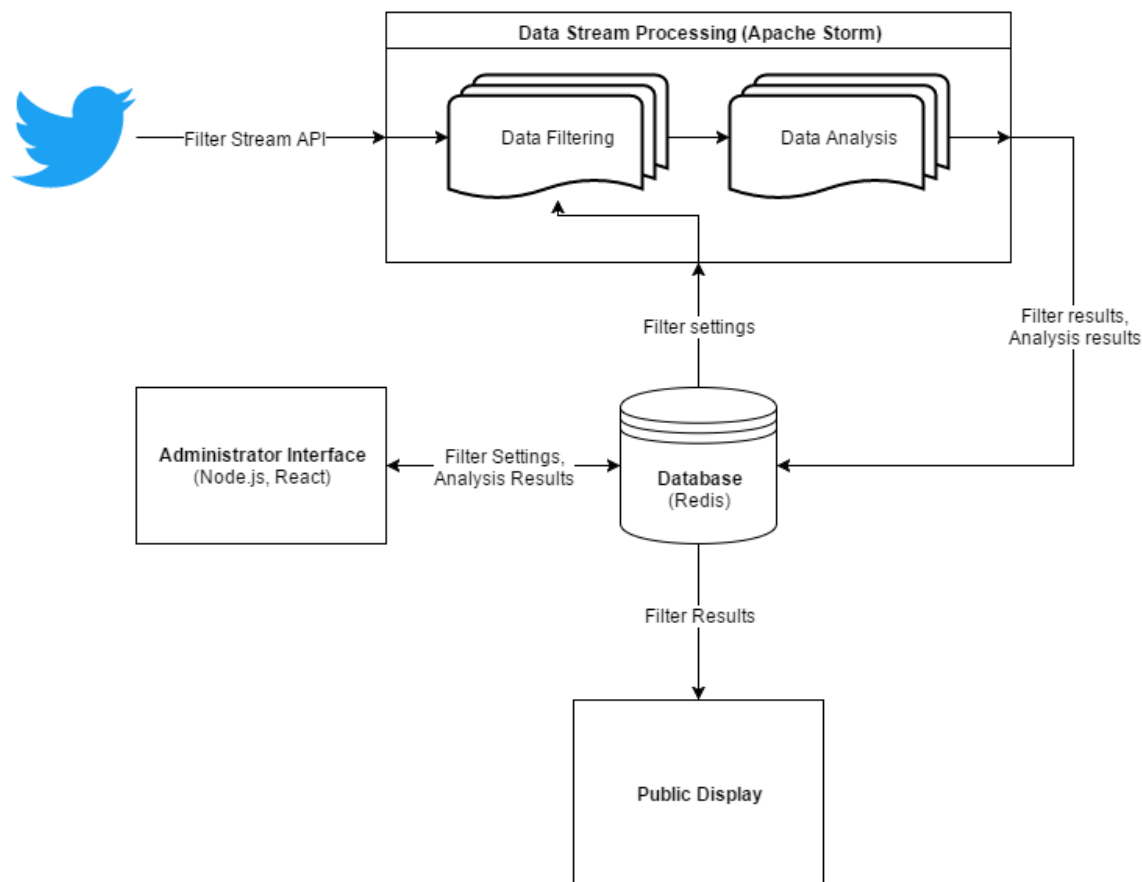 Data Stream Processing (Apache Storm)
Filter Stream API
Data Filtering
Data Analysis
Filter settings
Filter results,
Analysis results
Administrator Interface
(Node.js, React)
Filter Settings,
Analysis Results
Database
(Redis)
Filter Results
Public Display